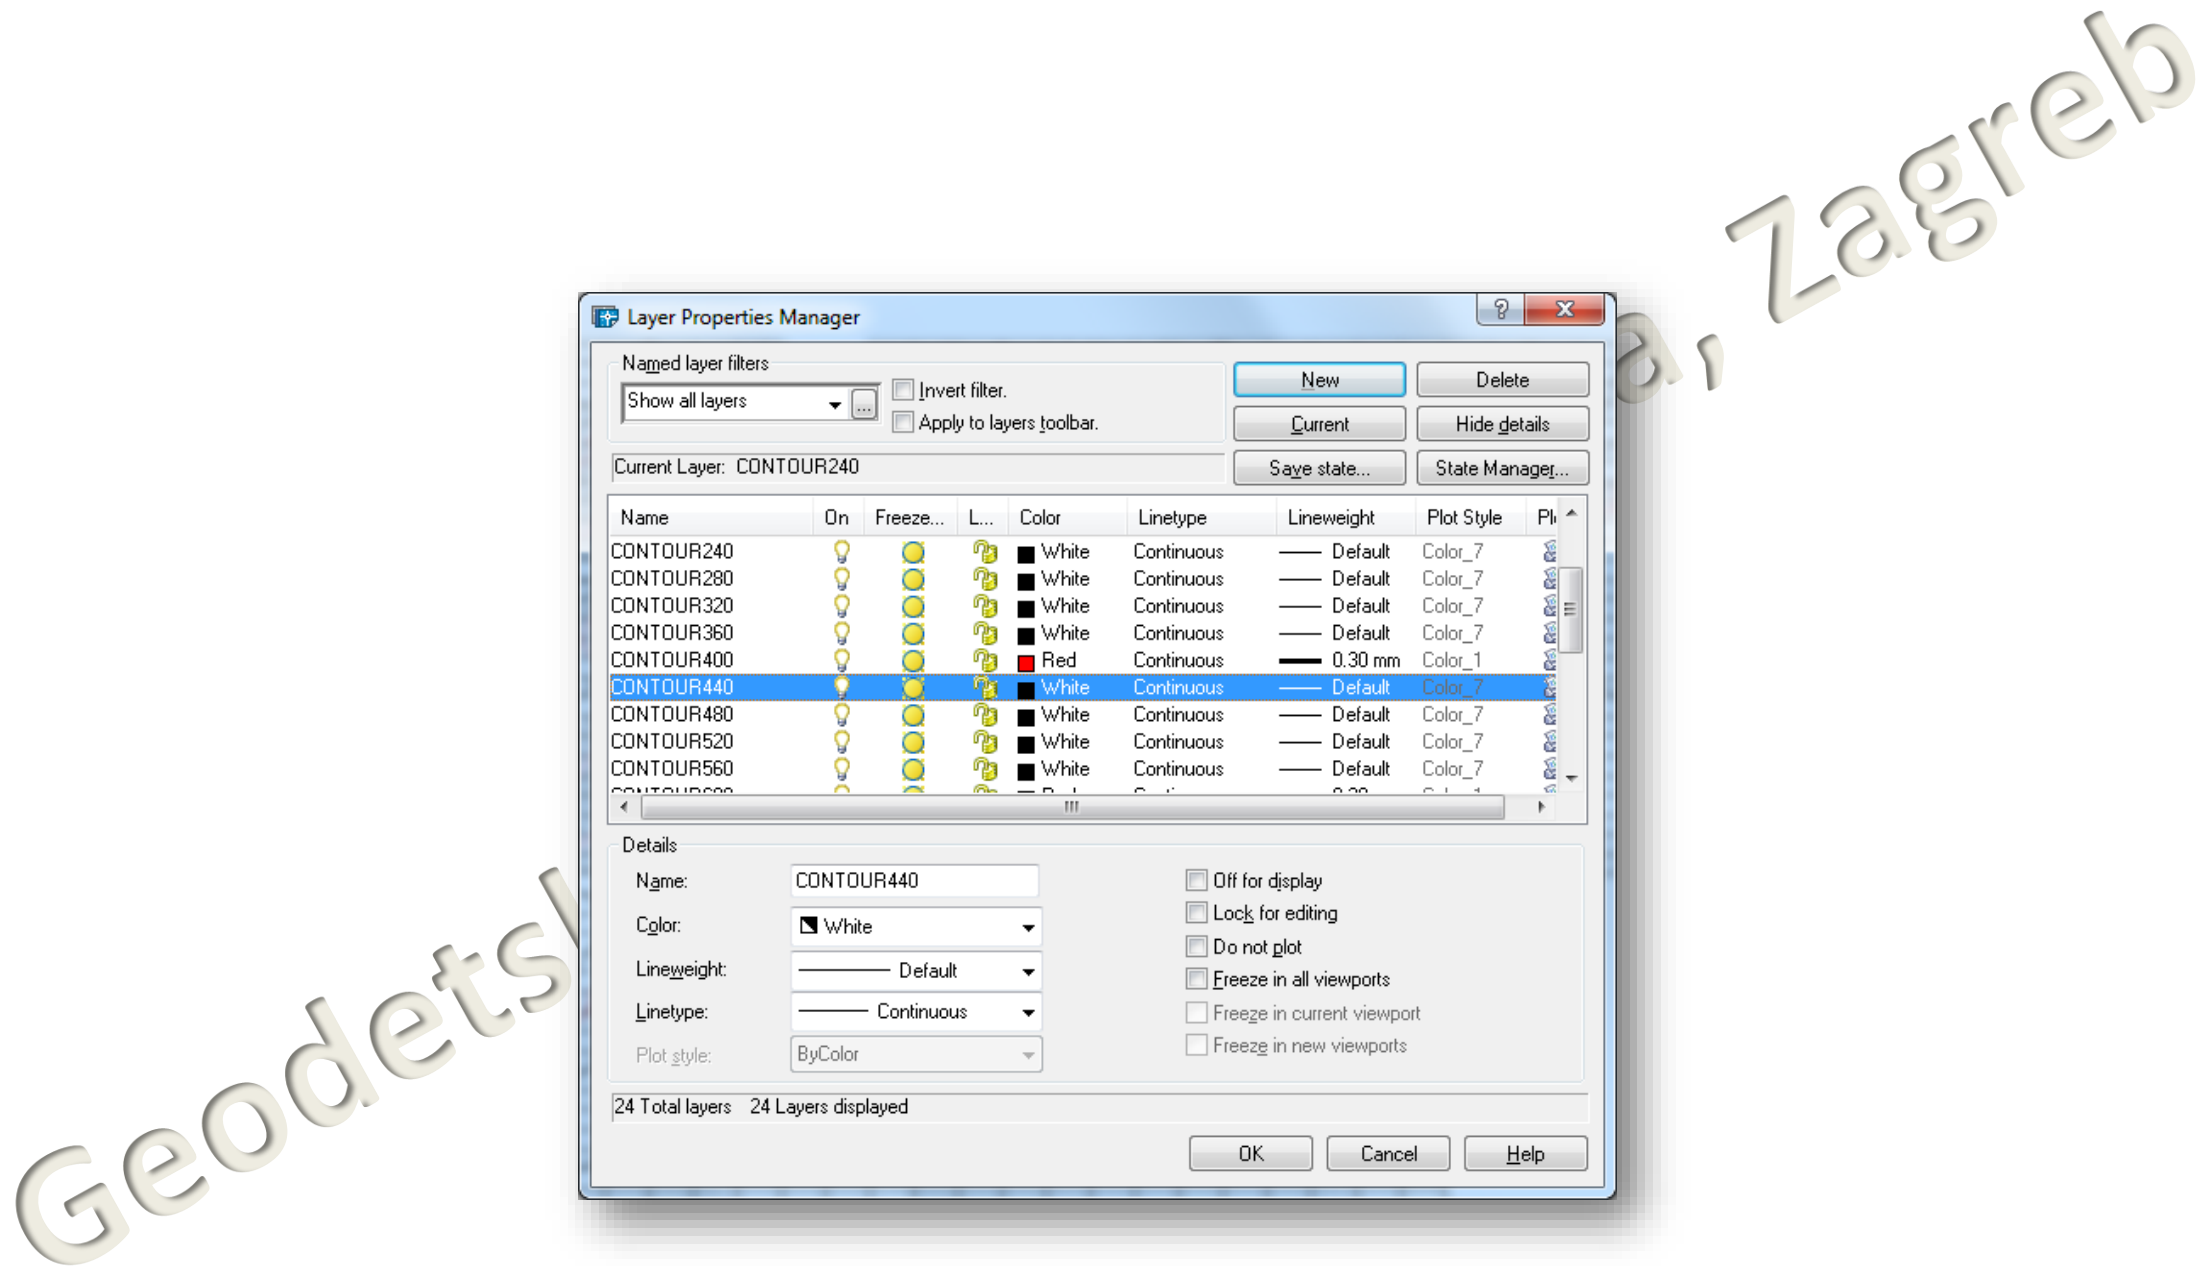 Geodets
a, Zagreb
Layer Properties Manager
Named layer filters
Show all layers
...
Invert filter.
Apply to layers toolbar.
New
Delete
Current
Hide details
Current Layer: CONTOUR240
Save state...
State Manager...
Name On Freeze... L... Color Linetype Lineweight Plot Style
CONTOUR240 White Continuous Default Color_7
CONTOUR280 White Continuous Default Color_7
CONTOUR320 White Continuous Default Color_7
CONTOUR360 White Continuous Default Color_7
CONTOUR400 Red Continuous 0.30 mm Color_1
CONTOUR440 White Continuous Default Color_7
CONTOUR480 White Continuous Default Color_7
CONTOUR520 White Continuous Default Color_7
CONTOUR560 White Continuous Default Color_7
Details
Name: CONTOUR440
Color: White
Lineweight: Default
Linetype: Continuous
Plot style: ByColor
Off for display
Lock for editing
Do not plot
Freeze in all viewports
Freeze in current viewport
Freeze in new viewports
24 Total layers 24 Layers displayed
OK
Cancel
Help